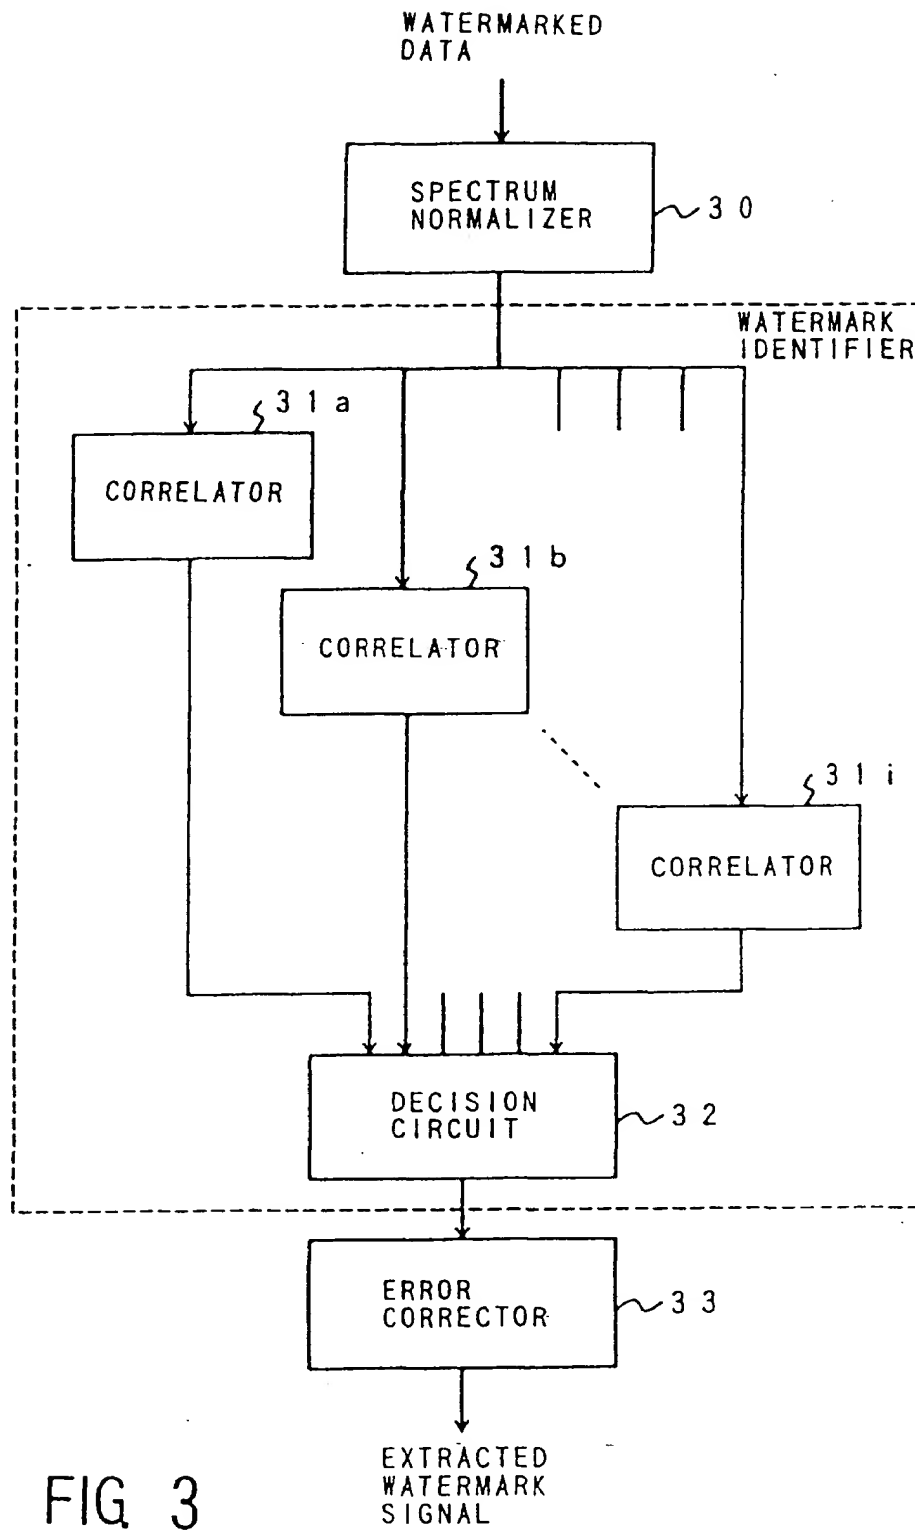 WATERMARKED
DATA
SPECTRUM
NORMALIZER
30
WATERMARK
IDENTIFIER
31a
CORRELATOR
31b
CORRELATOR
31i
CORRELATOR
DECISION
CIRCUIT
32
ERROR
CORRECTOR
33
EXTRACTED
WATERMARK
SIGNAL
FIG. 3